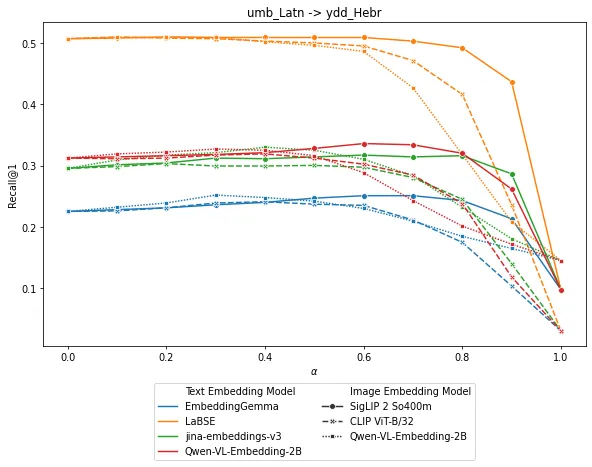 umb_Latn -> ydd_Hebr
Recall@1
0.5
0.4
0.3
0.2
0.1
0.0 0.2 0.4 0.6 0.8 1.0
α
Text Embedding Model Image Embedding Model
EmbeddingGemma SigLIP 2 So400m
LaBSE CLIP ViT-B/32
jina-embeddings-v3 Qwen-VL-Embedding-2B
Qwen-VL-Embedding-2B